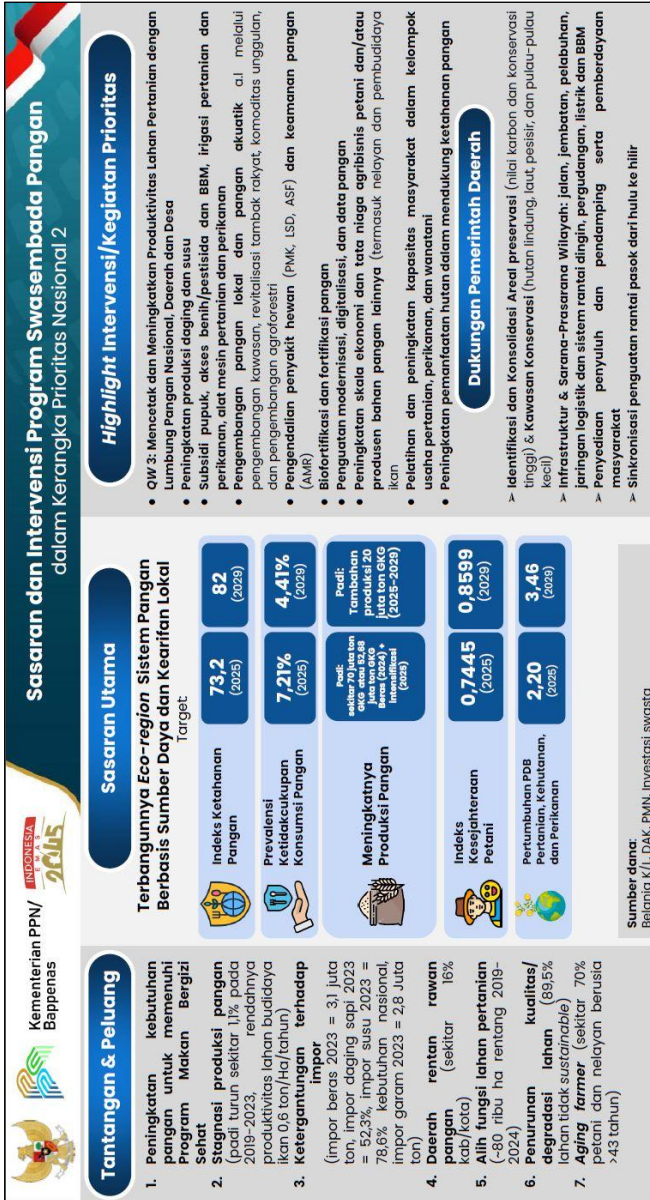 Kementerian PPN/
Bappenas
INDONESIA
EMAS
2045
Sasaran dan Intervensi Program Swasembada Pangan
dalam Kerangka Prioritas Nasional 2
Tantangan & Peluang
1. Peningkatan kebutuhan
pangan untuk memenuhi
Program Makan Bergizi
Sehat
2. Stagnasi produksi pangan
(padi turun sekitar 1,1% pada
2019-2023, rendahnya
produktivitas lahan budidaya
ikan 0,6 ton/Ha/tahun)
3. Ketergantungan terhadap
impor
(impor beras 2023 = 3,1 juta
ton, impor daging sapi 2023
= 52,3%, impor susu 2023 =
78,6% kebutuhan nasional,
impor garam 2023 = 2,8 Juta
ton)
4. Daerah rentan rawan
pangan (sekitar 16%
kab/kota)
5. Alih fungsi lahan pertanian
(~80 ribu ha rentang 2019-
2024)
6. Penurunan kualitas/
degradasi lahan (89,5%
lahan tidak sustainable)
7. Aging farmer (sekitar 70%
petani dan nelayan berusia
>43 tahun)
Sasaran Utama
Terbangunnya Eco-region Sistem Pangan
Berbasis Sumber Daya dan Kearifan Lokal
Target:
Indeks Ketahanan
Pangan
73,2
(2025)
82
(2029)
Prevalensi
Ketidakcukupan
Konsumsi Pangan
7,21%
(2025)
4,41%
(2029)
Meningkatnya
Produksi Pangan
Padi:
sekitar 70 juta ton
GKG atau 52,68
juta ton GKG
Beras (2024) +
Intensifikasi
(2025)
Padi:
Tambahan
produksi 20
juta ton GKG
(2025-2029)
Indeks
Kesejahteraan
Petani
0,7445
(2025)
0,8599
(2029)
Pertumbuhan PDB
Pertanian, Kehutanan,
dan Perikanan
2,20
(2025)
3,46
(2029)
Sumber dana:
Belanja K/L, DAK, PMN, Investasi swasta
Highlight Intervensi/Kegiatan Prioritas
• QW 3: Mencetak dan Meningkatkan Produktivitas Lahan Pertanian dengan
Lumbung Pangan Nasional, Daerah dan Desa
• Peningkatan produksi daging dan susu
• Subsidi pupuk, akses benih/pestisida dan BBM, irigasi pertanian dan
perikanan, alat mesin pertanian dan perikanan
• Pengembangan pangan lokal dan pangan akuatik a.l melalui
pengembangan kawasan, revitalisasi tambak rakyat, komoditas unggulan,
dan pengembangan agroforestri
• Pengendalian penyakit hewan (PMK, LSD, ASF) dan keamanan pangan
(AMR)
• Biofortifikasi dan fortifikasi pangan
• Penguatan modernisasi, digitalisasi, dan data pangan
• Peningkatan skala ekonomi dan tata niaga agribisnis petani dan/atau
produsen bahan pangan lainnya (termasuk nelayan dan pembudidaya
ikan
• Pelatihan dan peningkatan kapasitas masyarakat dalam kelompok
usaha pertanian, perikanan, dan wanatani
• Peningkatan pemanfaatan hutan dalam mendukung ketahanan pangan
Dukungan Pemerintah Daerah
➢ Identifikasi dan Konsolidasi Areal preservasi (nilai karbon dan konservasi
tinggi) & Kawasan Konservasi (hutan lindung, laut, pesisir, dan pulau-pulau
kecil)
➢ Infrastruktur & Sarana-Prasarana Wilayah: jalan, jembatan, pelabuhan,
jaringan logistik dan sistem rantai dingin, pergudangan, listrik dan BBM
➢ Penyediaan penyuluh dan pendamping serta pemberdayaan
masyarakat
➢ Sinkronisasi penguatan rantai pasok dari hulu ke hilir